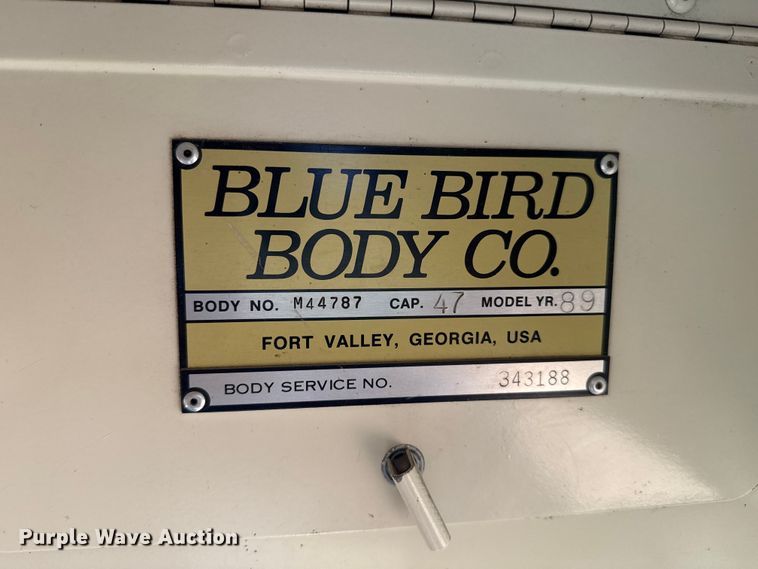 BLUE BIRD
BODY CO.
BODY NO. M44787 CAP. 47 MODEL YR. 89
FORT VALLEY, GEORGIA, USA
BODY SERVICE NO. 343188
Purple Wave Auction